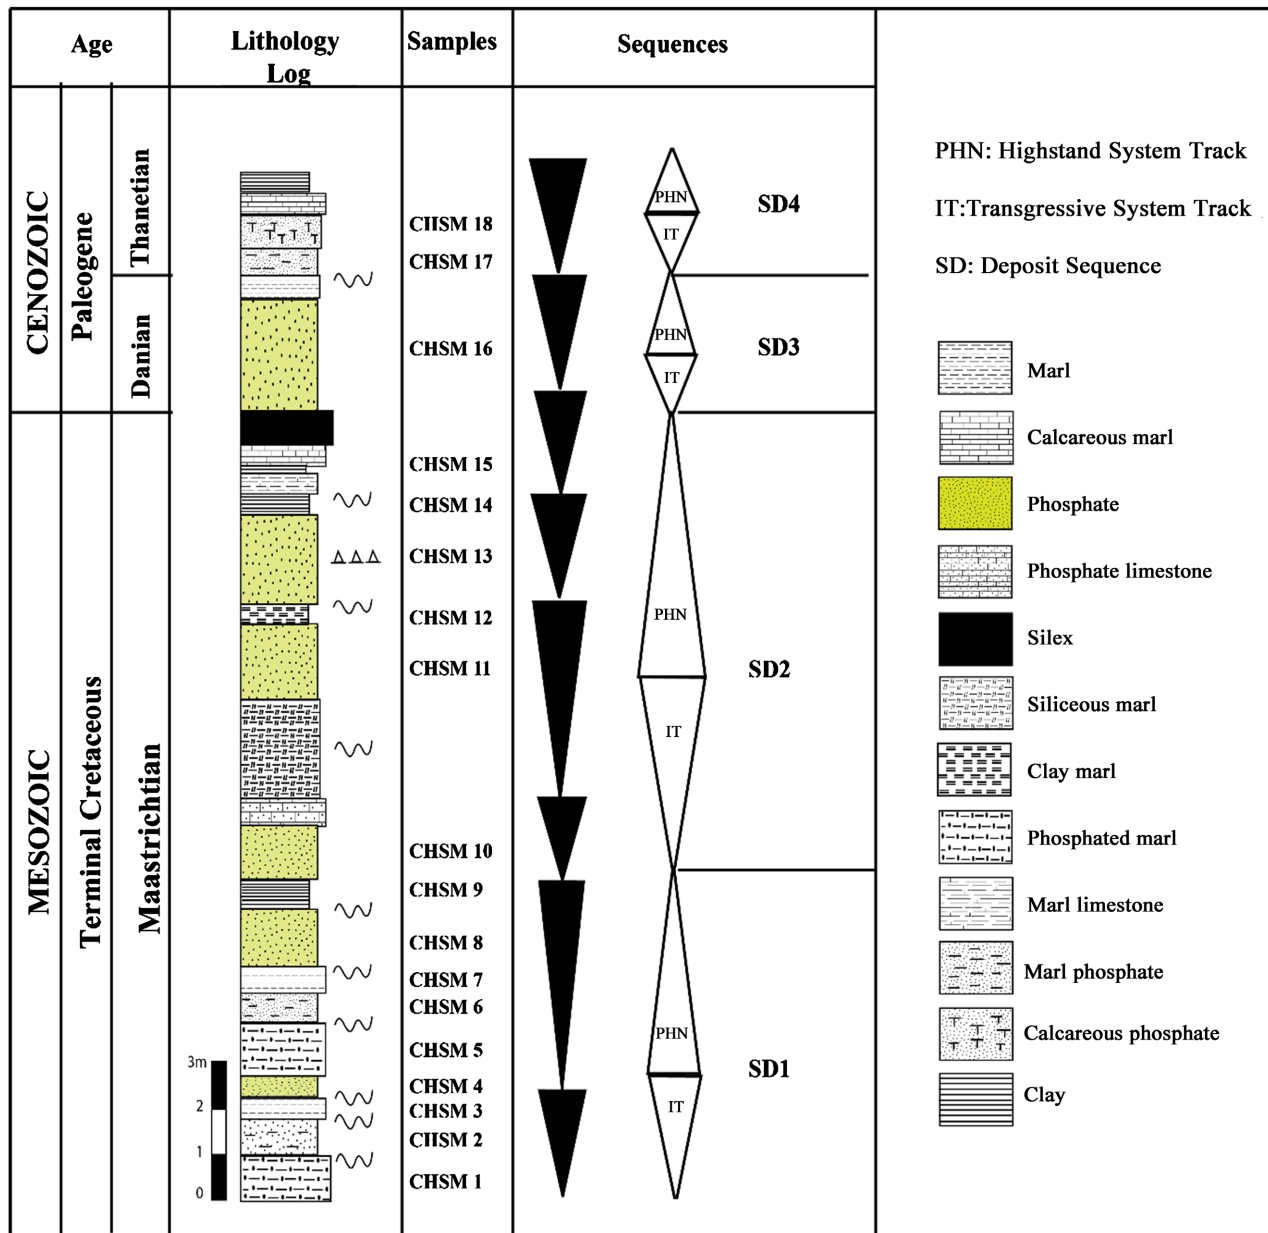 Age
Lithology
Log
Samples
Sequences
CENOZOIC
Paleogene
Thanetian
Danian
MESOZOIC
Terminal Cretaceous
Maastrichtian
CHSM 18
CHSM 17
CHSM 16
CHSM 15
CHSM 14
CHSM 13
CHSM 12
CHSM 11
CHSM 10
CHSM 9
CHSM 8
CHSM 7
CHSM 6
CHSM 5
CHSM 4
CHSM 3
CHSM 2
CHSM 1
3m
2
1
0
PHN
IT
SD4
PHN
IT
SD3
PHN
IT
SD2
PHN
IT
SD1
PHN: Highstand System Track
IT:Transgressive System Track
SD: Deposit Sequence
Marl
Calcareous marl
Phosphate
Phosphate limestone
Silex
Siliceous marl
Clay marl
Phosphated marl
Marl limestone
Marl phosphate
Calcareous phosphate
Clay